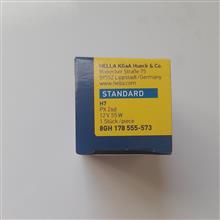 HELLA KGaA Hueck & Co.
Rixbecker Straße 75
59552 Lippstadt/Germany
www.hella.com
STANDARD
H7
PX 26d
12 V 55 W
1 Stück/piece
8GH 178 555-573